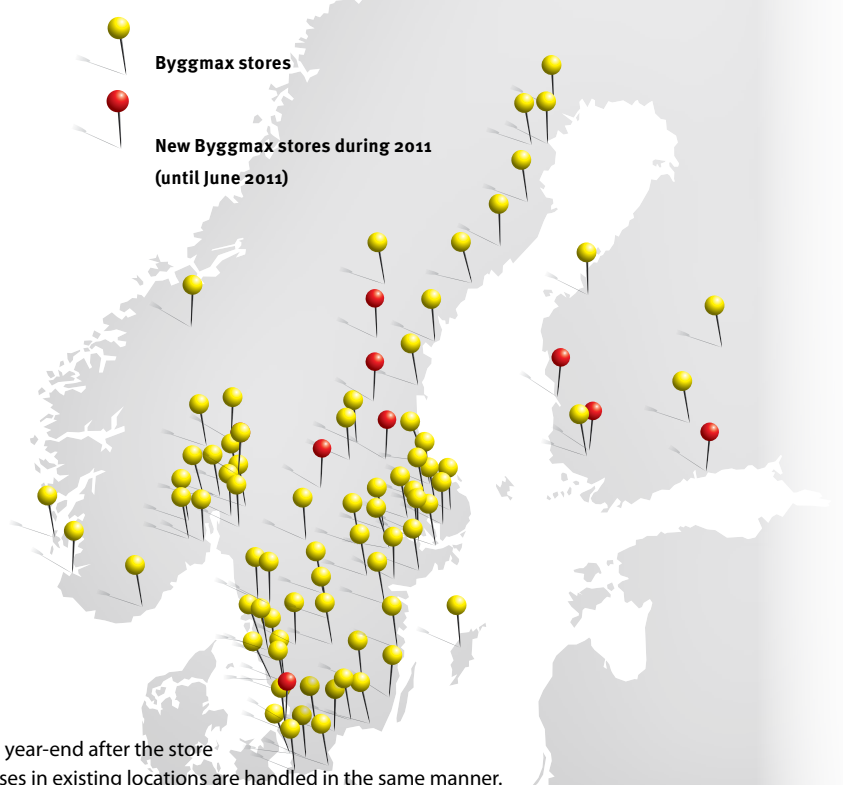 Byggmax stores
New Byggmax stores during 2011
(until June 2011)
year-end after the store
ses in existing locations are handled in the same manner.